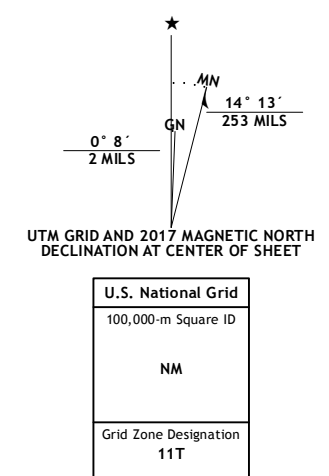 MN
GN
14° 13´
253 MILS
0° 8´
2 MILS
UTM GRID AND 2017 MAGNETIC NORTH
DECLINATION AT CENTER OF SHEET
U.S. National Grid
100,000-m Square ID
NM
Grid Zone Designation
11T